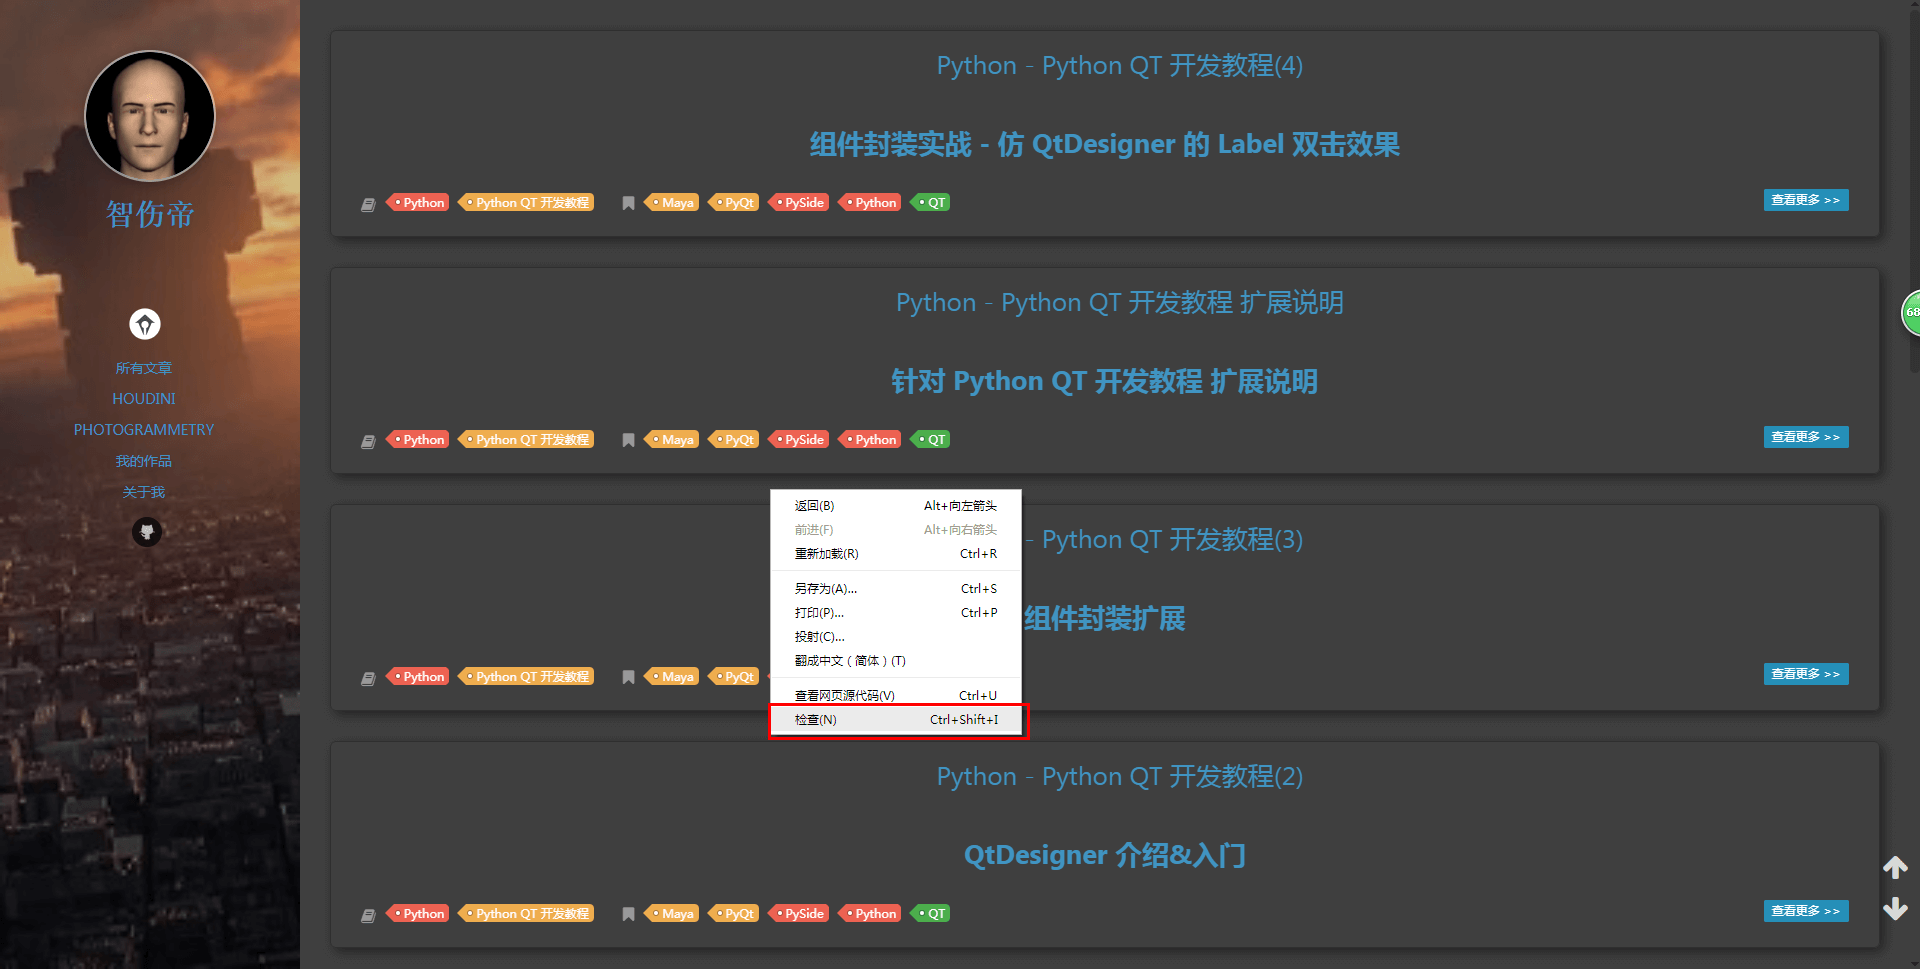 智伤帝
所有文章
HOUDINI
PHOTOGRAMMETRY
我的作品
关于我
Python - Python QT 开发教程(4)
组件封装实战 - 仿 QtDesigner 的 Label 双击效果
Python Python QT 开发教程 Maya PyQt PySide Python QT 查看更多 >>
Python - Python QT 开发教程 扩展说明
针对 Python QT 开发教程 扩展说明
Python Python QT 开发教程 Maya PyQt PySide Python QT 查看更多 >>
- Python QT 开发教程(3)
组件封装扩展
Python Python QT 开发教程 Maya PyQt 查看更多 >>
返回(B) Alt+向左箭头
前进(F) Alt+向右箭头
重新加载(R) Ctrl+R
另存为(A)... Ctrl+S
打印(P)... Ctrl+P
投射(C)...
翻成中文（简体）(T)
查看网页源代码(V) Ctrl+U
检查(N) Ctrl+Shift+I
Python - Python QT 开发教程(2)
QtDesigner 介绍&入门
Python Python QT 开发教程 Maya PyQt PySide Python QT 查看更多 >>
68